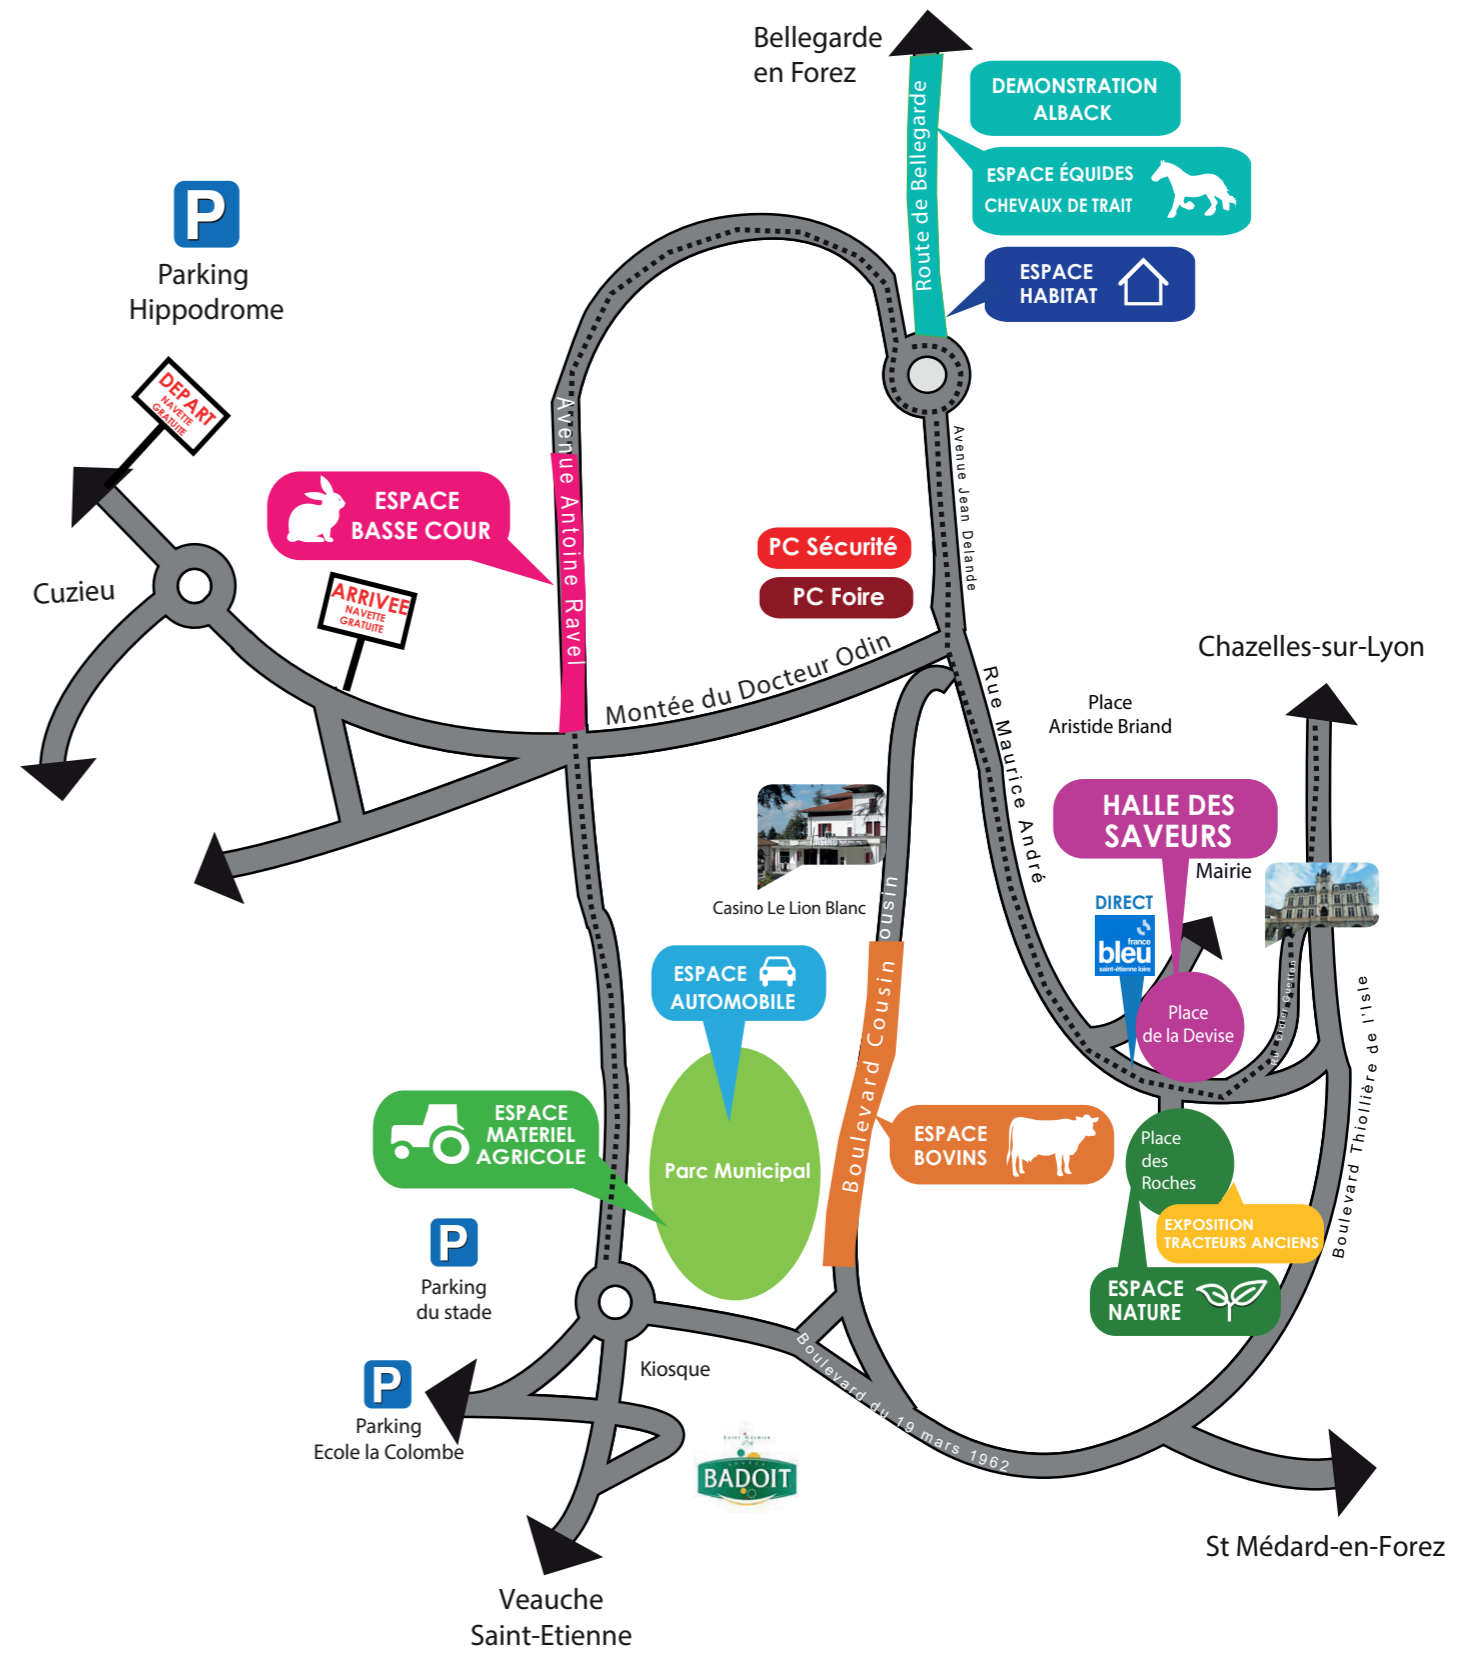 Bellegarde
en Forez
DEMONSTRATION
ALBACK
Route de Bellegarde
ESPACE ÉQUIDES
CHEVAUX DE TRAIT
ESPACE
HABITAT
P
Parking
Hippodrome
DEPART
NAVETTE
GRATUITE
Avenue Antoine Ravel
Avenue Jean Delande
ESPACE
BASSE COUR
PC Sécurité
PC Foire
Cuzieu
ARRIVEE
NAVETTE
GRATUITE
Montée du Docteur Odin
Chazelles-sur-Lyon
Rue Maurice André
Place
Aristide Briand
HALLE DES
SAVEURS
Mairie
CASINO
Casino Le Lion Blanc
DIRECT
france
bleu
saint-étienne loire
ousin
Boulevard Cousin
ESPACE
AUTOMOBILE
Place
de la Devise
Boulevard Thiollière de l'Isle
ESPACE
MATERIEL
AGRICOLE
Parc Municipal
ESPACE
BOVINS
Place
des
Roches
EXPOSITION
TRACTEURS ANCIENS
ESPACE
NATURE
P
Parking
du stade
P
Parking
Ecole la Colombe
Kiosque
Boulevard du 19 mars 1962
BADOIT
St Médard-en-Forez
Veauche
Saint-Etienne